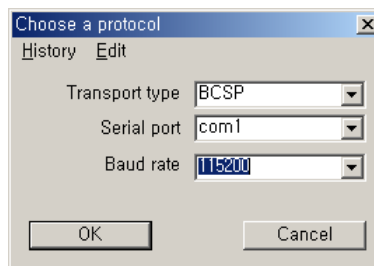 Choose a protocol
History Edit
Transport type BCSP
Serial port com1
Baud rate 115200
OK Cancel